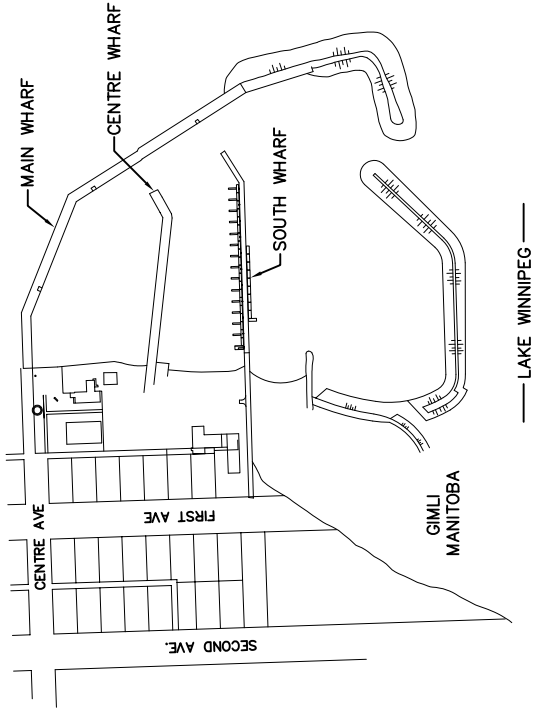 MAIN WHARF
CENTRE WHARF
SOUTH WHARF
CENTRE AVE
FIRST AVE
SECOND AVE.
GIMLI
MANITOBA
LAKE WINNIPEG